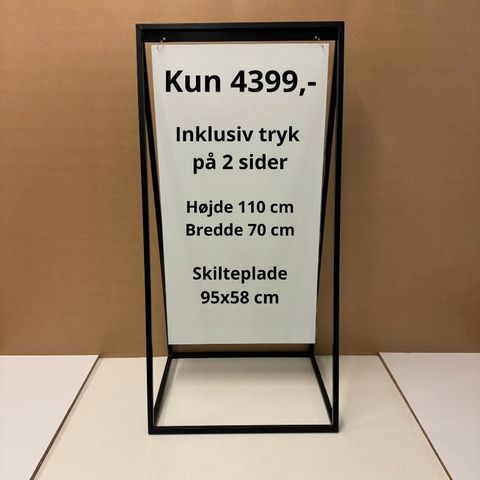 Kun 4399,-
Inklusiv tryk
på 2 sider
Højde 110 cm
Bredde 70 cm
Skilteplade
95x58 cm